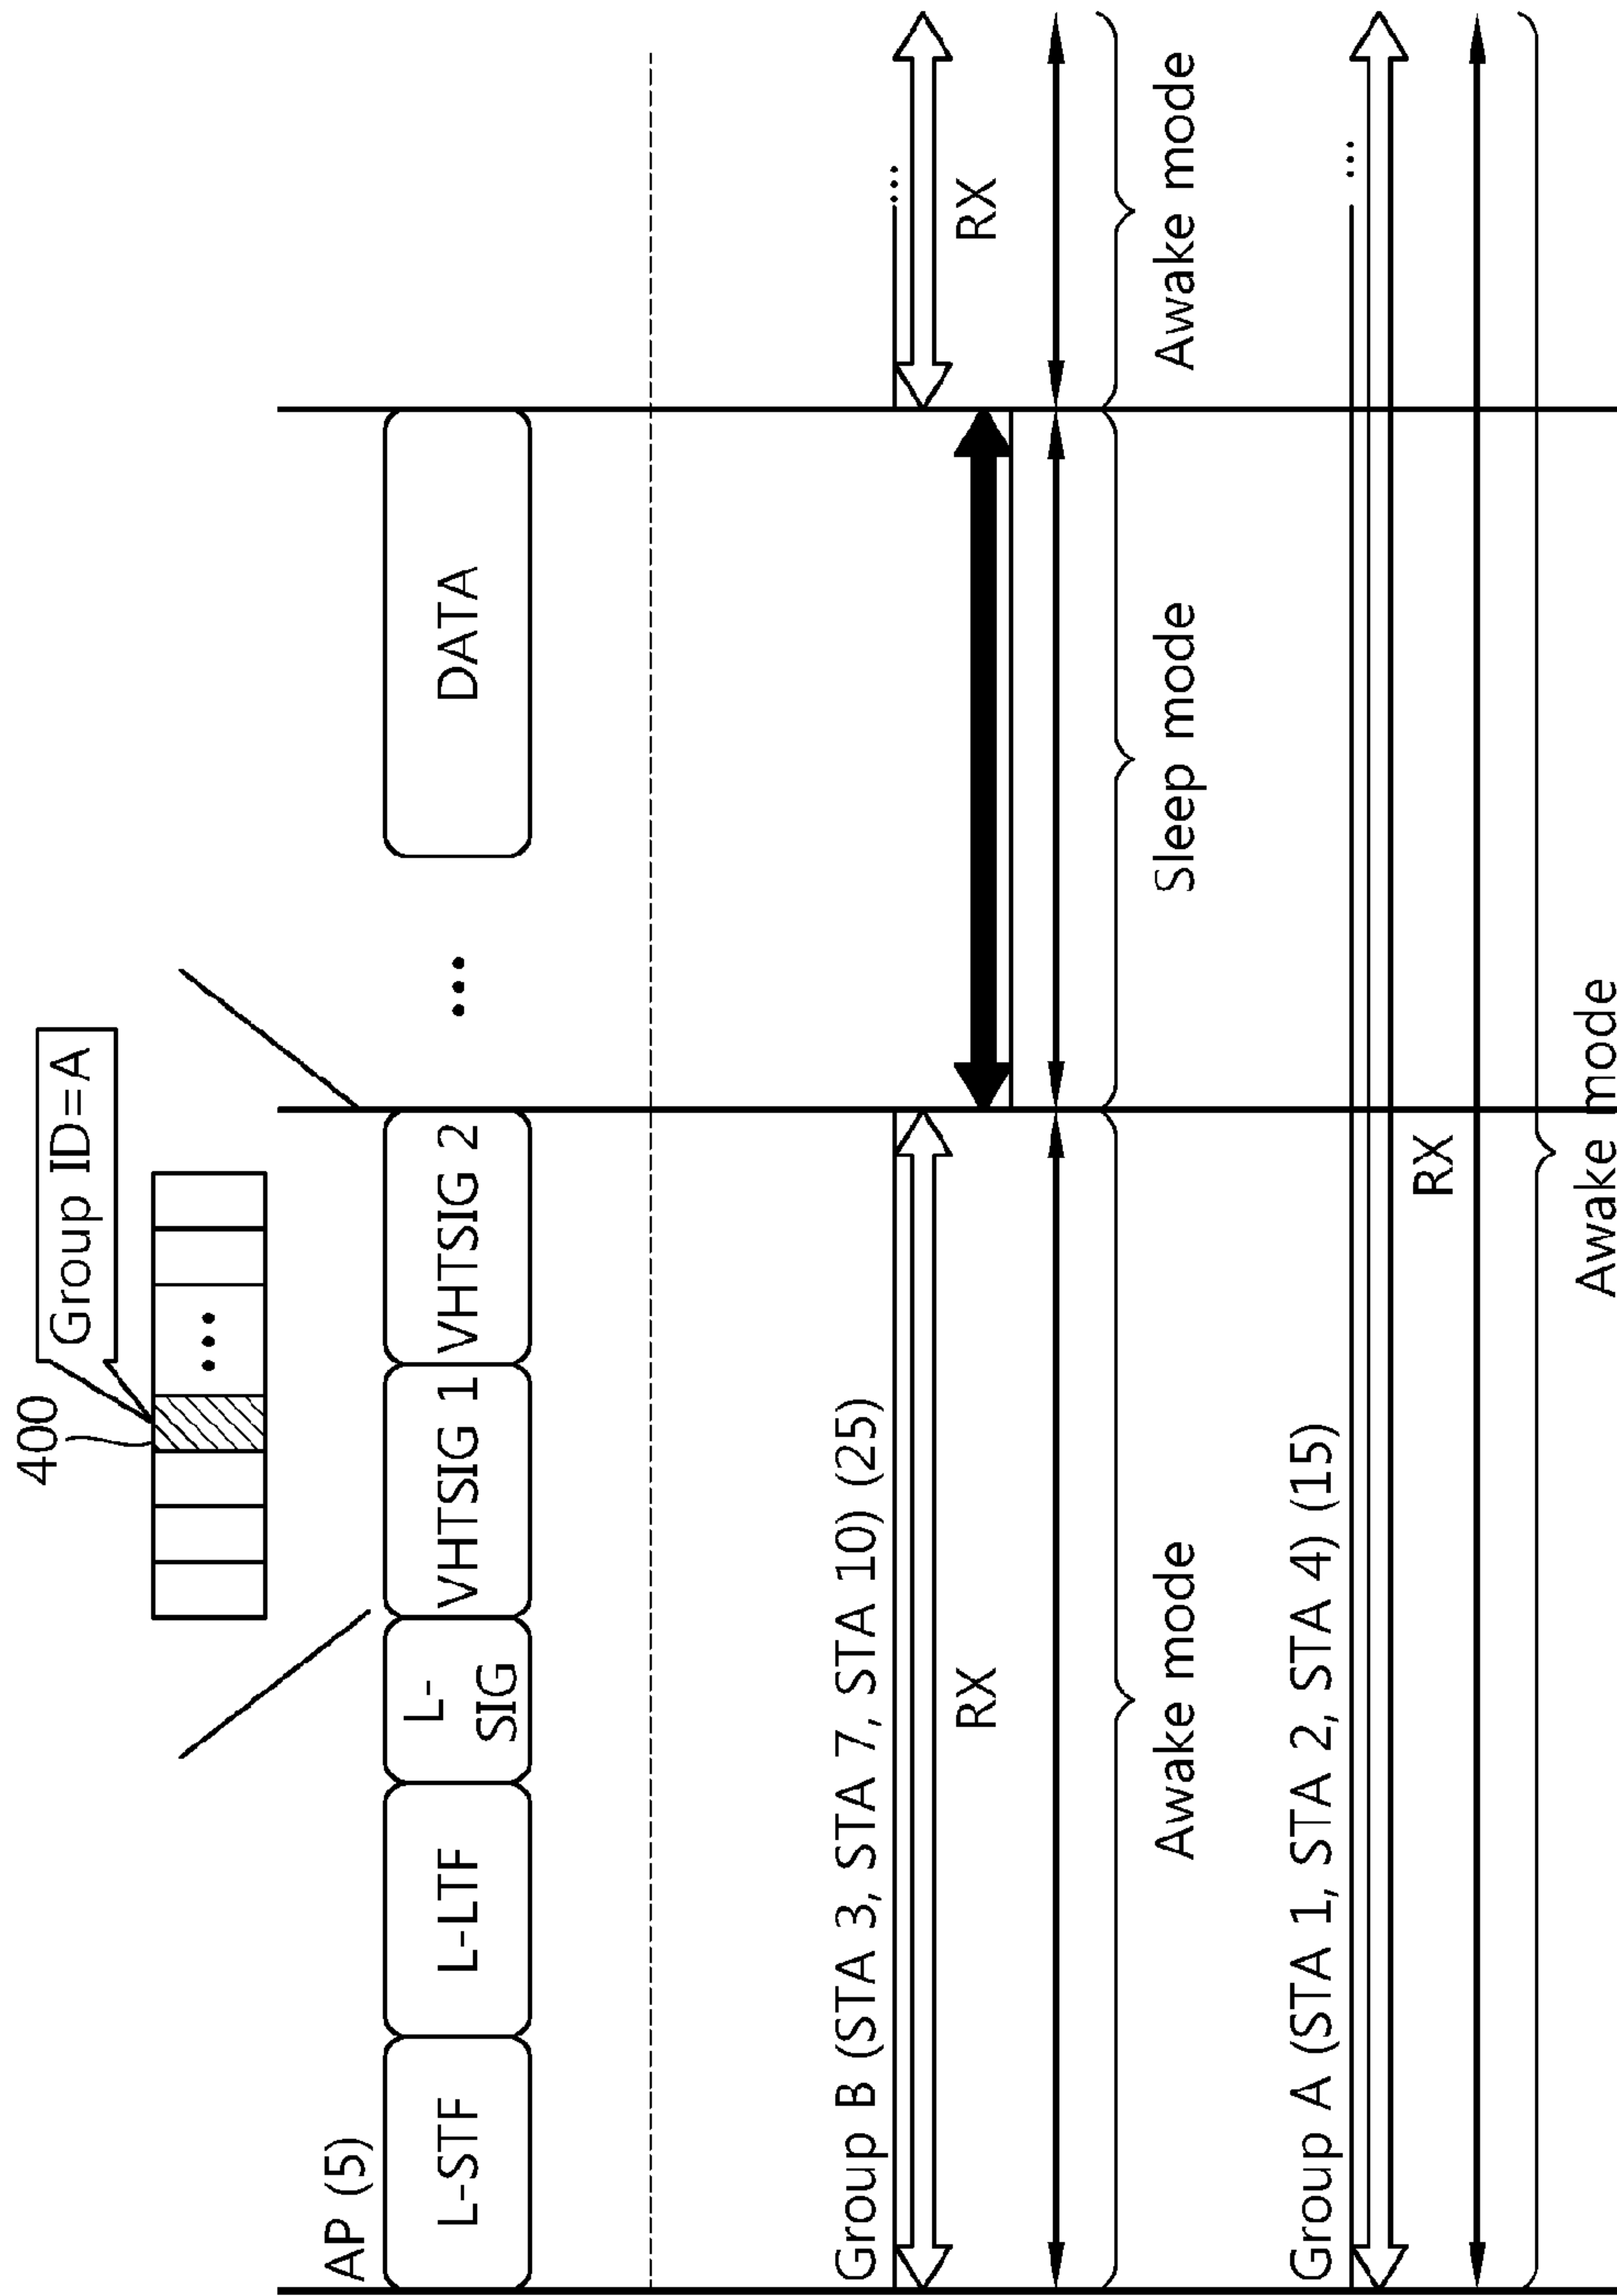 400
Group ID=A
...
AP (5)
L-STF
L-LTF
L-
SIG
VHTSIG 1
VHTSIG 2
...
DATA
Group B (STA 3, STA 7, STA 10) (25)
...
RX
RX
Awake mode
Sleep mode
Awake mode
Group A (STA 1, STA 2, STA 4) (15)
...
RX
Awake mode